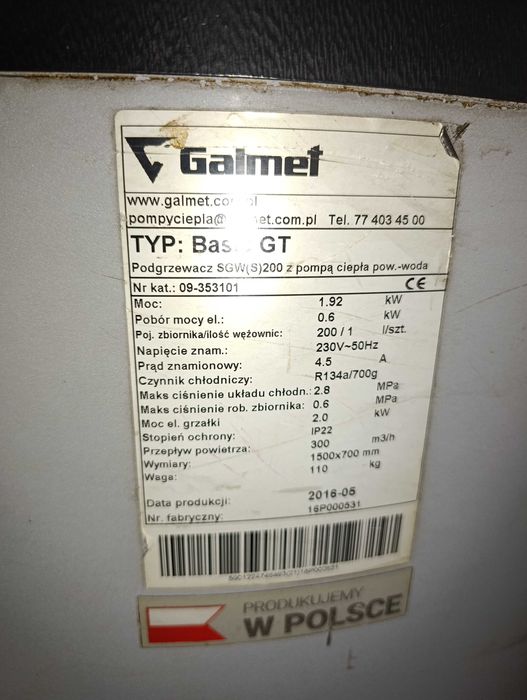 Galmet
www.galmet.com.pl
pompyciepla@galmet.com.pl Tel. 77 403 45 00
TYP: Basic GT
Podgrzewacz SGW(S)200 z pompą ciepła pow.-woda
Nr kat.: 09-353101 CE
Moc: 1.92 kW
Pobór mocy el.: 0.6 kW
Poj. zbiornika/ilość wężownic: 200 / 1 l/szt.
Napięcie znam.: 230V~50Hz
Prąd znamionowy: 4.5 A
Czynnik chłodniczy: R134a/700g
Maks ciśnienie układu chłodn.: 2.8 MPa
Maks ciśnienie rob. zbiornika: 0.6 MPa
Moc el. grzałki 2.0 kW
Stopień ochrony: IP22
Przepływ powietrza: 300 m3/h
Wymiary: 1500x700 mm
Waga: 110 kg
Data produkcji: 2016-05
Nr. fabryczny: 16P000531
PRODUKUJEMY
W POLSCE